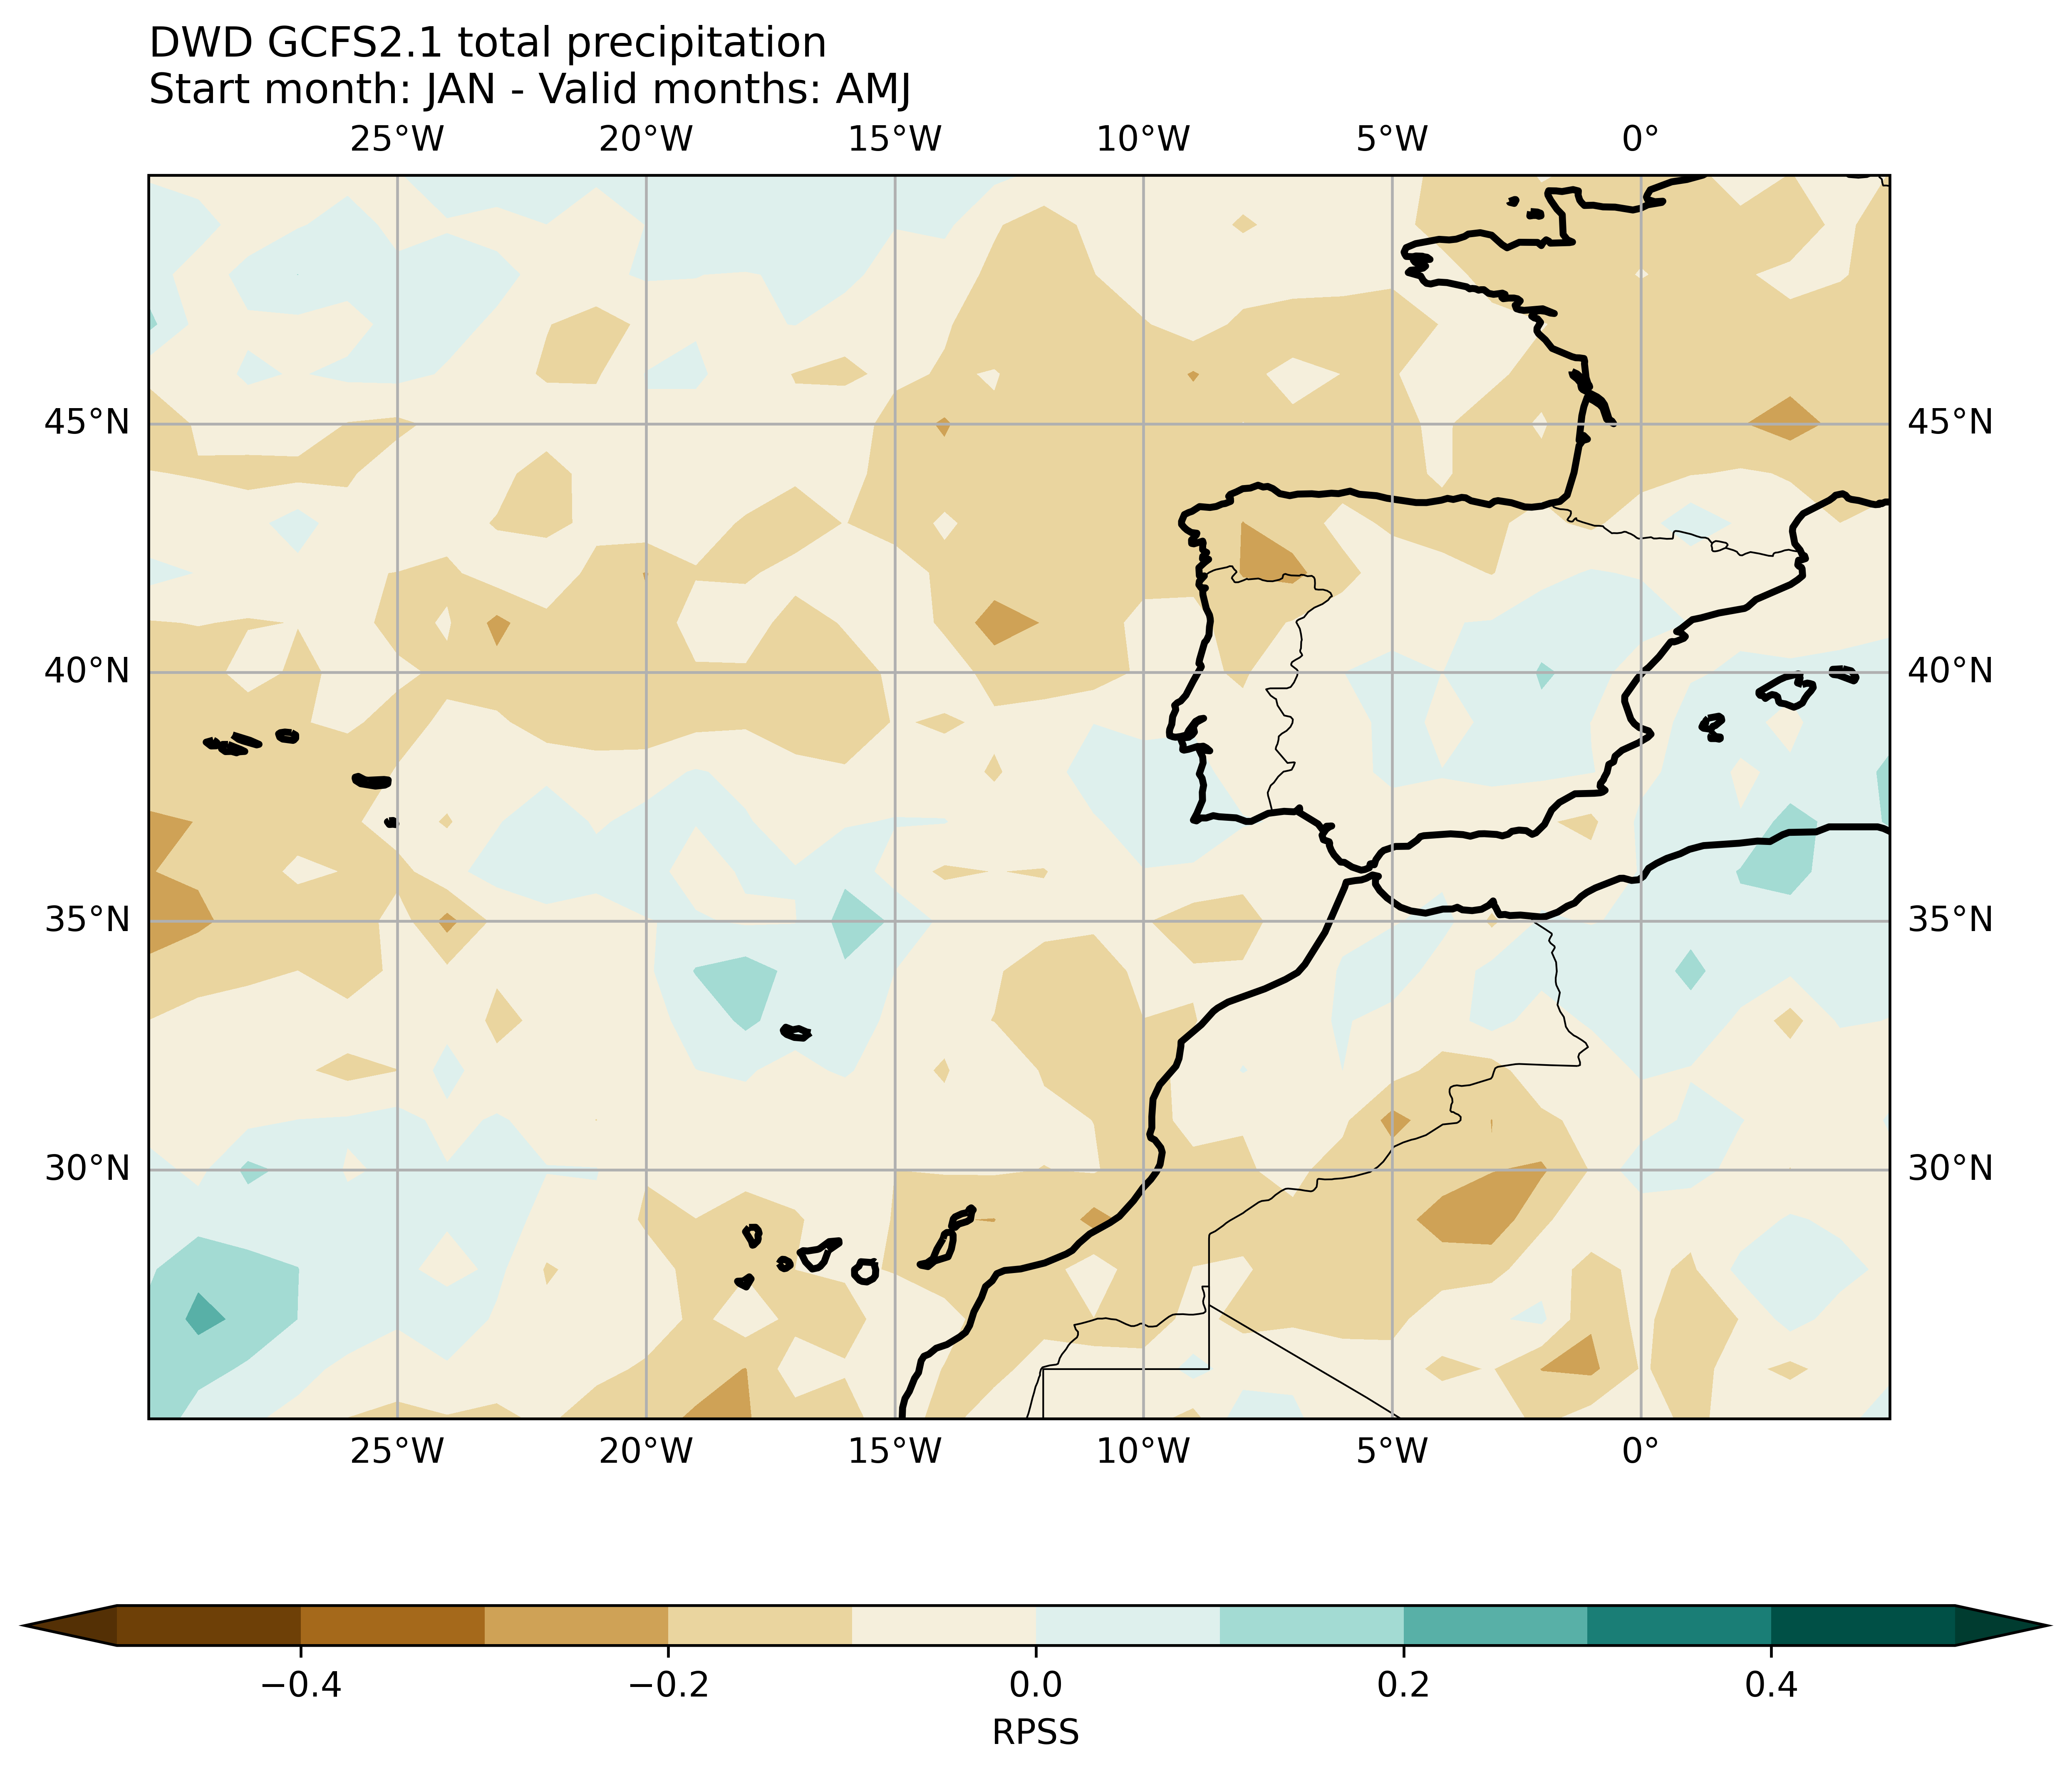 DWD GCFS2.1 total precipitation
Start month: JAN - Valid months: AMJ
25°W 20°W 15°W 10°W 5°W 0°
45°N 45°N
40°N 40°N
35°N 35°N
30°N 30°N
25°W 20°W 15°W 10°W 5°W 0°
−0.4 −0.2 0.0 0.2 0.4
RPSS